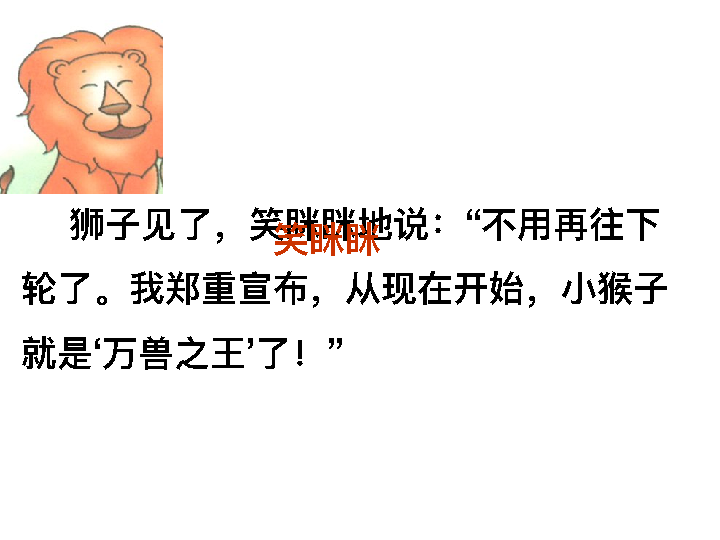 狮子见了，笑眯眯地说：“不用再往下
笑眯眯
轮了。我郑重宣布，从现在开始，小猴子
就是‘万兽之王’了！”